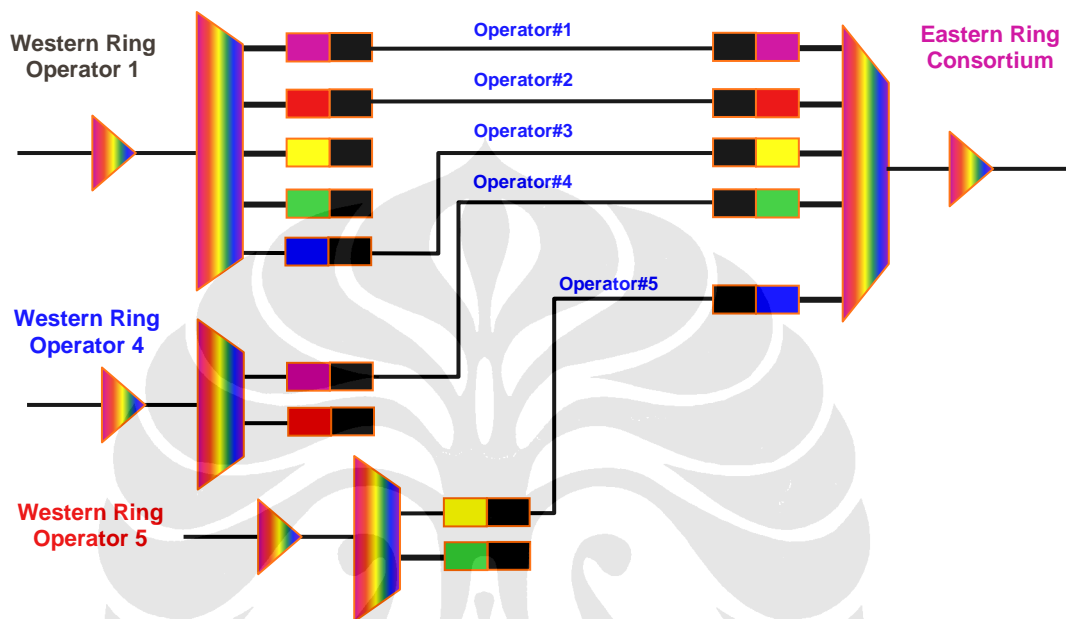 Western Ring
Operator 1
Operator#1
Operator#2
Operator#3
Operator#4
Operator#5
Eastern Ring
Consortium
Western Ring
Operator 4
Western Ring
Operator 5